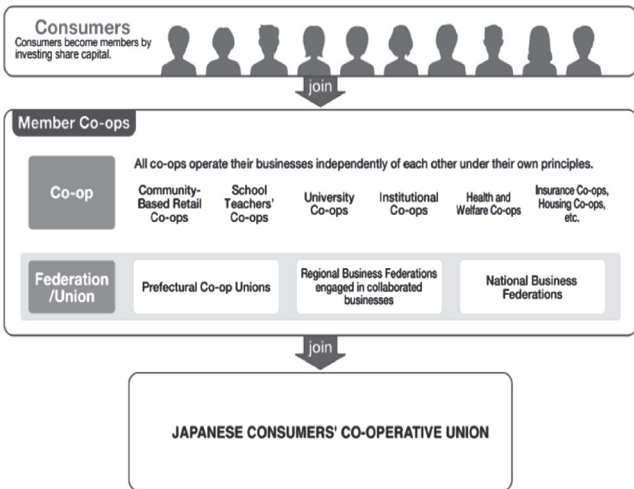 Consumers
Consumers become members by
investing share capital.
join
Member Co-ops
Co-op
All co-ops operate their businesses independently of each other under their own principles.
Community-
Based Retail
Co-ops
School
Teachers'
Co-ops
University
Co-ops
Institutional
Co-ops
Health and
Welfare Co-ops
Insurance Co-ops,
Housing Co-ops,
etc.
Federation
/Union
Prefectural Co-op Unions
Regional Business Federations
engaged in collaborated
businesses
National Business
Federations
join
JAPANESE CONSUMERS' CO-OPERATIVE UNION